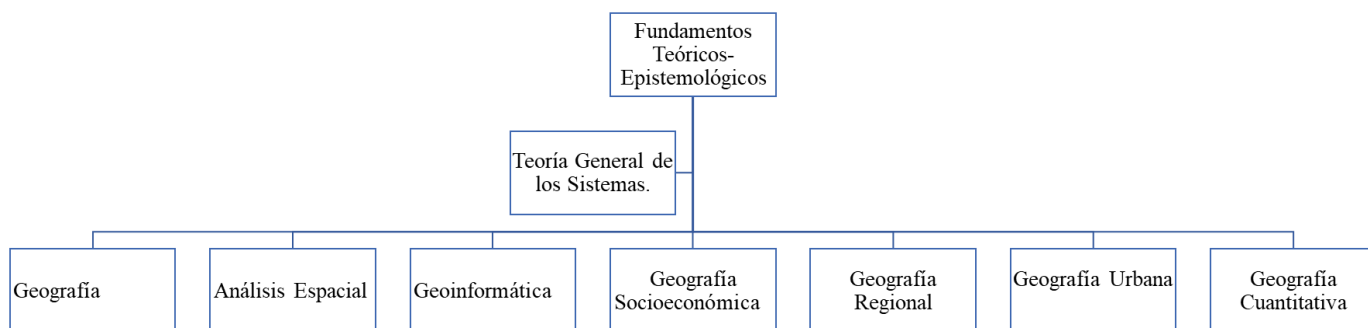 Fundamentos
Teóricos-
Epistemológicos
Teoría General de
los Sistemas.
Geografía
Análisis Espacial
Geoinformática
Geografía
Socioeconómica
Geografía
Regional
Geografía Urbana
Geografía
Cuantitativa